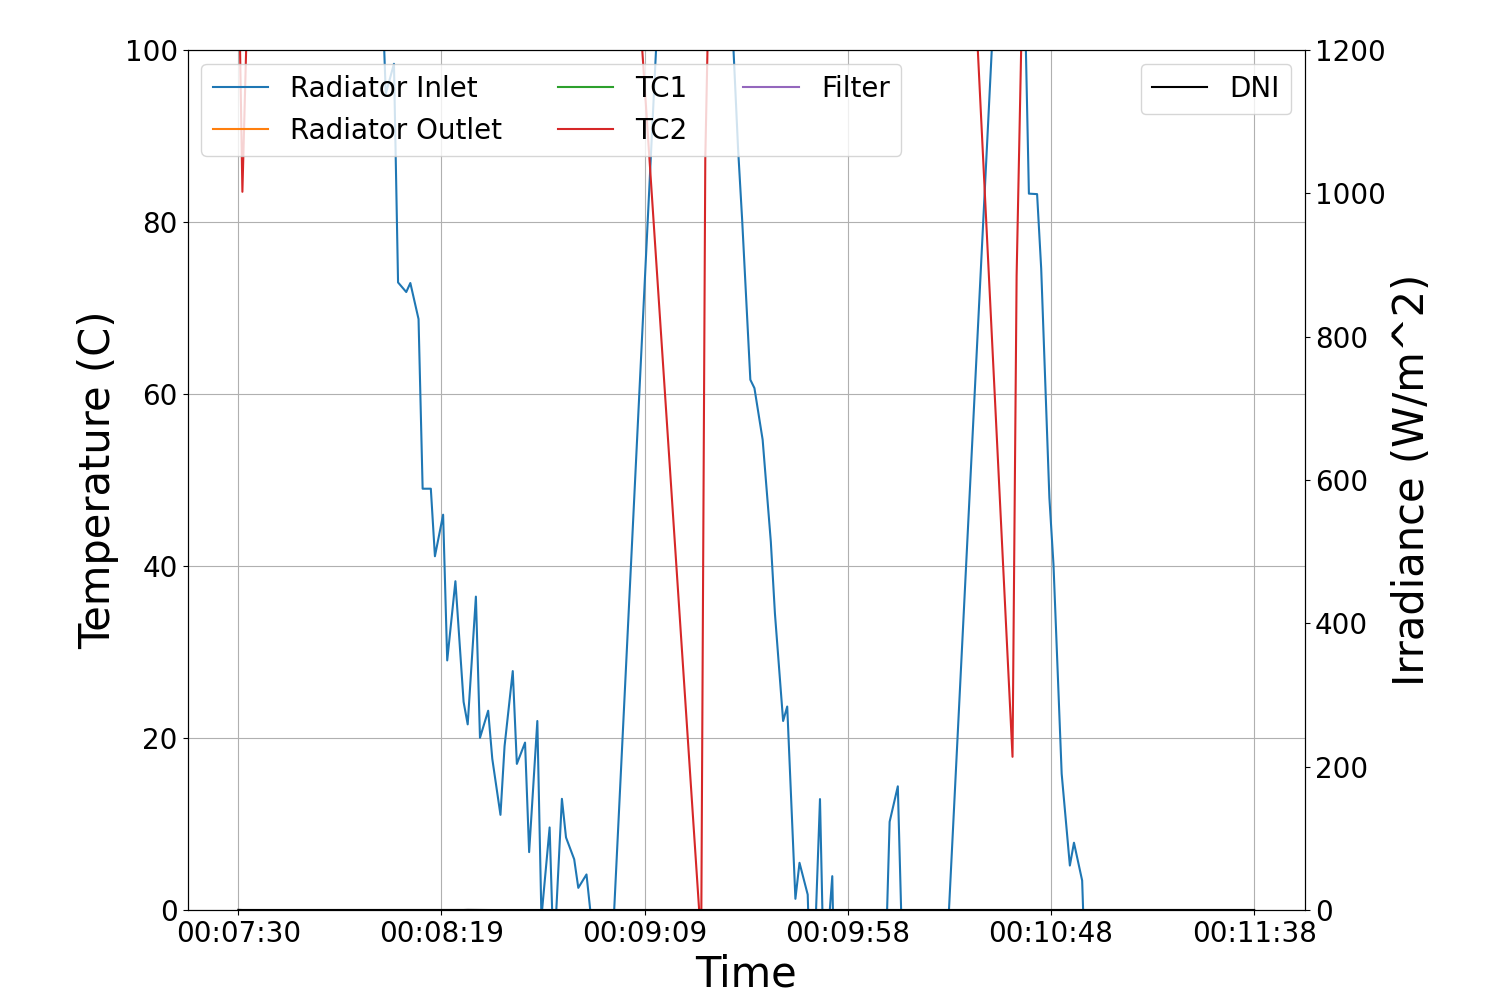 100
80
60
40
20
0
Temperature (C)
Radiator Inlet
Radiator Outlet
TC1
TC2
Filter
DNI
1200
1000
800
600
400
200
0
Irradiance (W/m^2)
00:07:30 00:08:19 00:09:09 00:09:58 00:10:48 00:11:38
Time